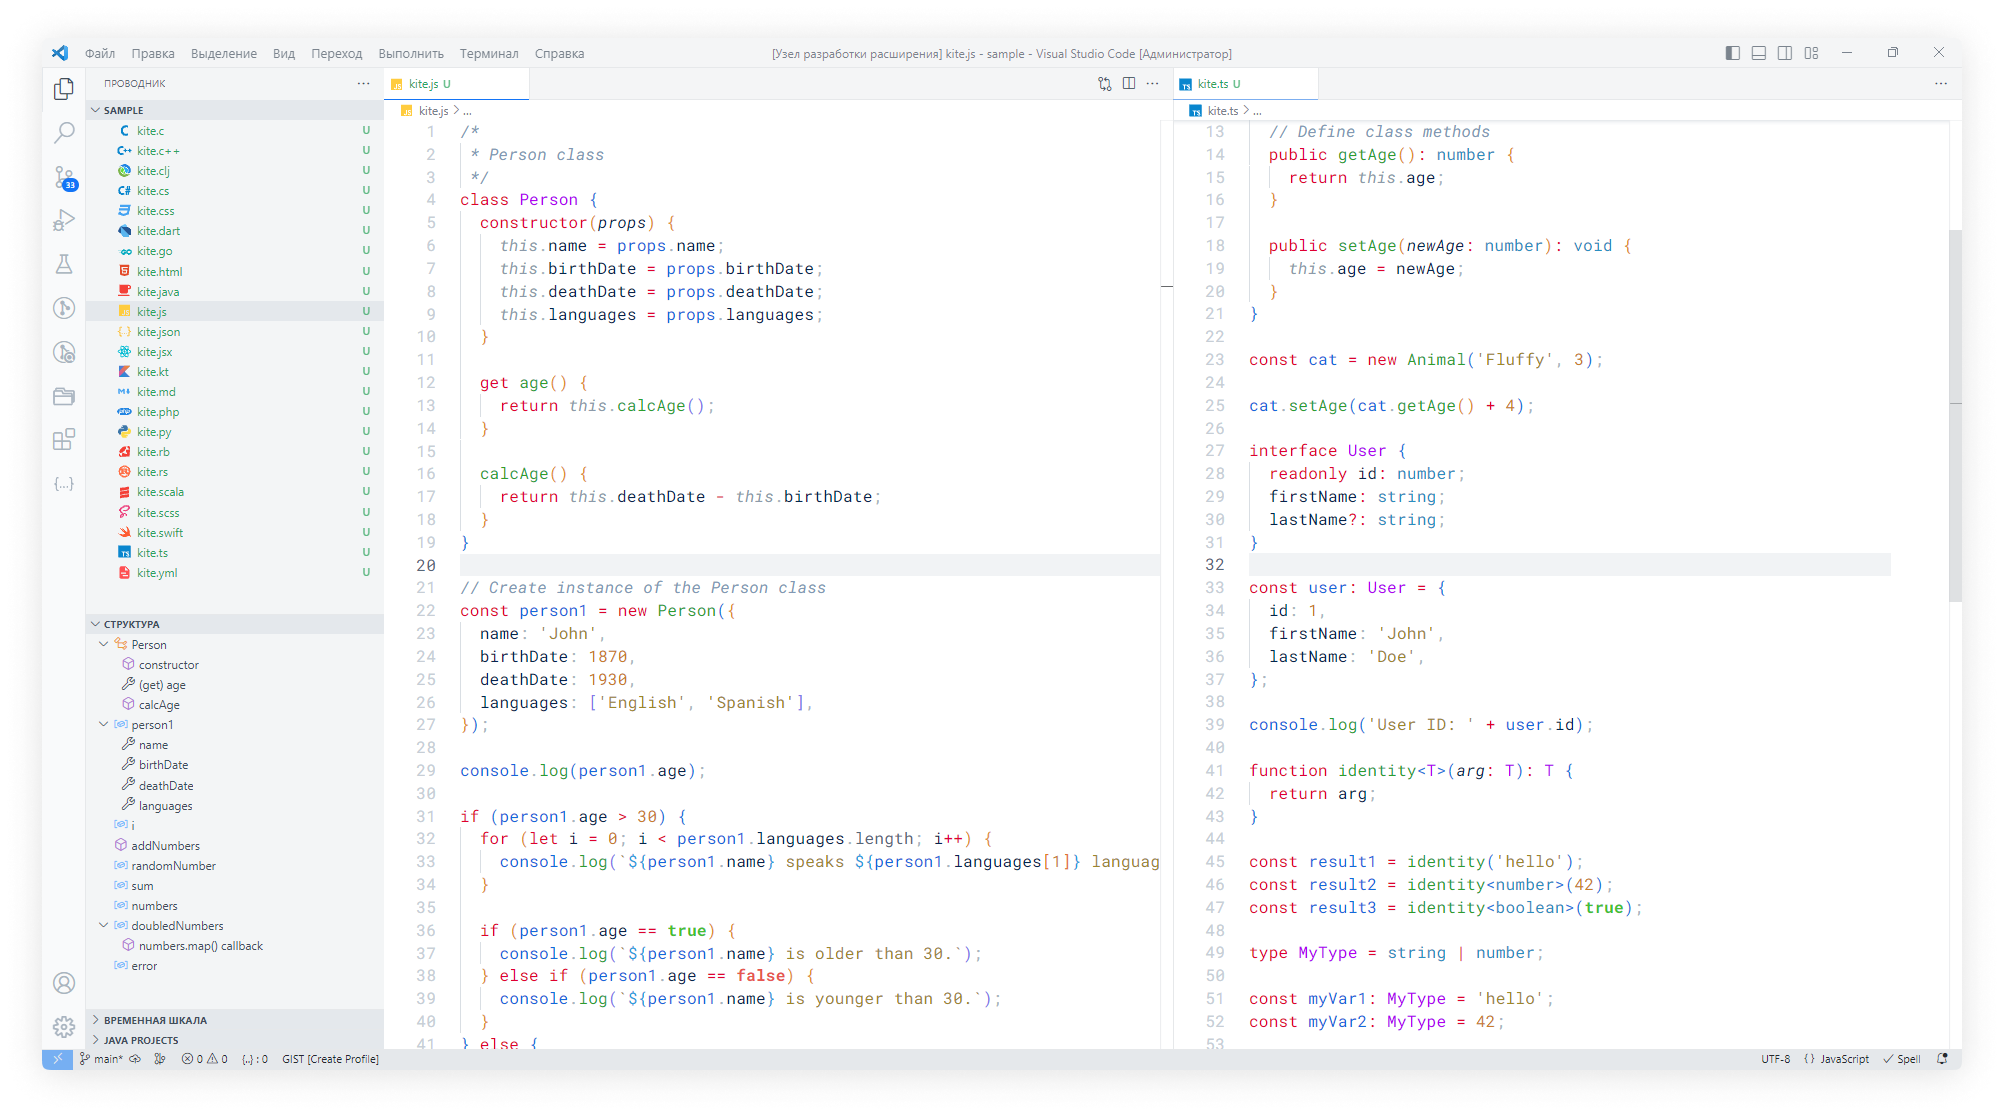 Файл Правка Выделение Вид Переход Выполнить Терминал Справка
[Узел разработки расширения] kite.js - sample - Visual Studio Code [Администратор]
ПРОВОДНИК ···
SAMPLE
kite.c U
kite.c++ U
kite.clj U
kite.cs U
kite.css U
kite.dart U
kite.go U
kite.html U
kite.java U
kite.js U
kite.json U
kite.jsx U
kite.kt U
kite.md U
kite.php U
kite.py U
kite.rb U
kite.rs U
kite.scala U
kite.scss U
kite.swift U
kite.ts U
kite.yml U
33
СТРУКТУРА
Person
constructor
(get) age
calcAge
person1
name
birthDate
deathDate
languages
i
addNumbers
randomNumber
sum
numbers
doubledNumbers
numbers.map() callback
error
ВРЕМЕННАЯ ШКАЛА
JAVA PROJECTS
kite.js U
kite.js > ...
1 /*
2  * Person class
3  */
4 class Person {
5   constructor(props) {
6     this.name = props.name;
7     this.birthDate = props.birthDate;
8     this.deathDate = props.deathDate;
9     this.languages = props.languages;
10   }
11
12   get age() {
13     return this.calcAge();
14   }
15
16   calcAge() {
17     return this.deathDate - this.birthDate;
18   }
19 }
20
21 // Create instance of the Person class
22 const person1 = new Person({
23   name: 'John',
24   birthDate: 1870,
25   deathDate: 1930,
26   languages: ['English', 'Spanish'],
27 });
28
29 console.log(person1.age);
30
31 if (person1.age > 30) {
32   for (let i = 0; i < person1.languages.length; i++) {
33     console.log(`${person1.name} speaks ${person1.languages[1]} languag
34   }
35
36   if (person1.age == true) {
37     console.log(`${person1.name} is older than 30.`);
38   } else if (person1.age == false) {
39     console.log(`${person1.name} is younger than 30.`);
40   }
41 } else {
kite.ts U
kite.ts > ...
13   // Define class methods
14   public getAge(): number {
15     return this.age;
16   }
17
18   public setAge(newAge: number): void {
19     this.age = newAge;
20   }
21 }
22
23 const cat = new Animal('Fluffy', 3);
24
25 cat.setAge(cat.getAge() + 4);
26
27 interface User {
28   readonly id: number;
29   firstName: string;
30   lastName?: string;
31 }
32
33 const user: User = {
34   id: 1,
35   firstName: 'John',
36   lastName: 'Doe',
37 };
38
39 console.log('User ID: ' + user.id);
40
41 function identity<T>(arg: T): T {
42   return arg;
43 }
44
45 const result1 = identity('hello');
46 const result2 = identity<number>(42);
47 const result3 = identity<boolean>(true);
48
49 type MyType = string | number;
50
51 const myVar1: MyType = 'hello';
52 const myVar2: MyType = 42;
53
main* 0 0 {..} : 0 GIST [Create Profile]
UTF-8 {} JavaScript Spell